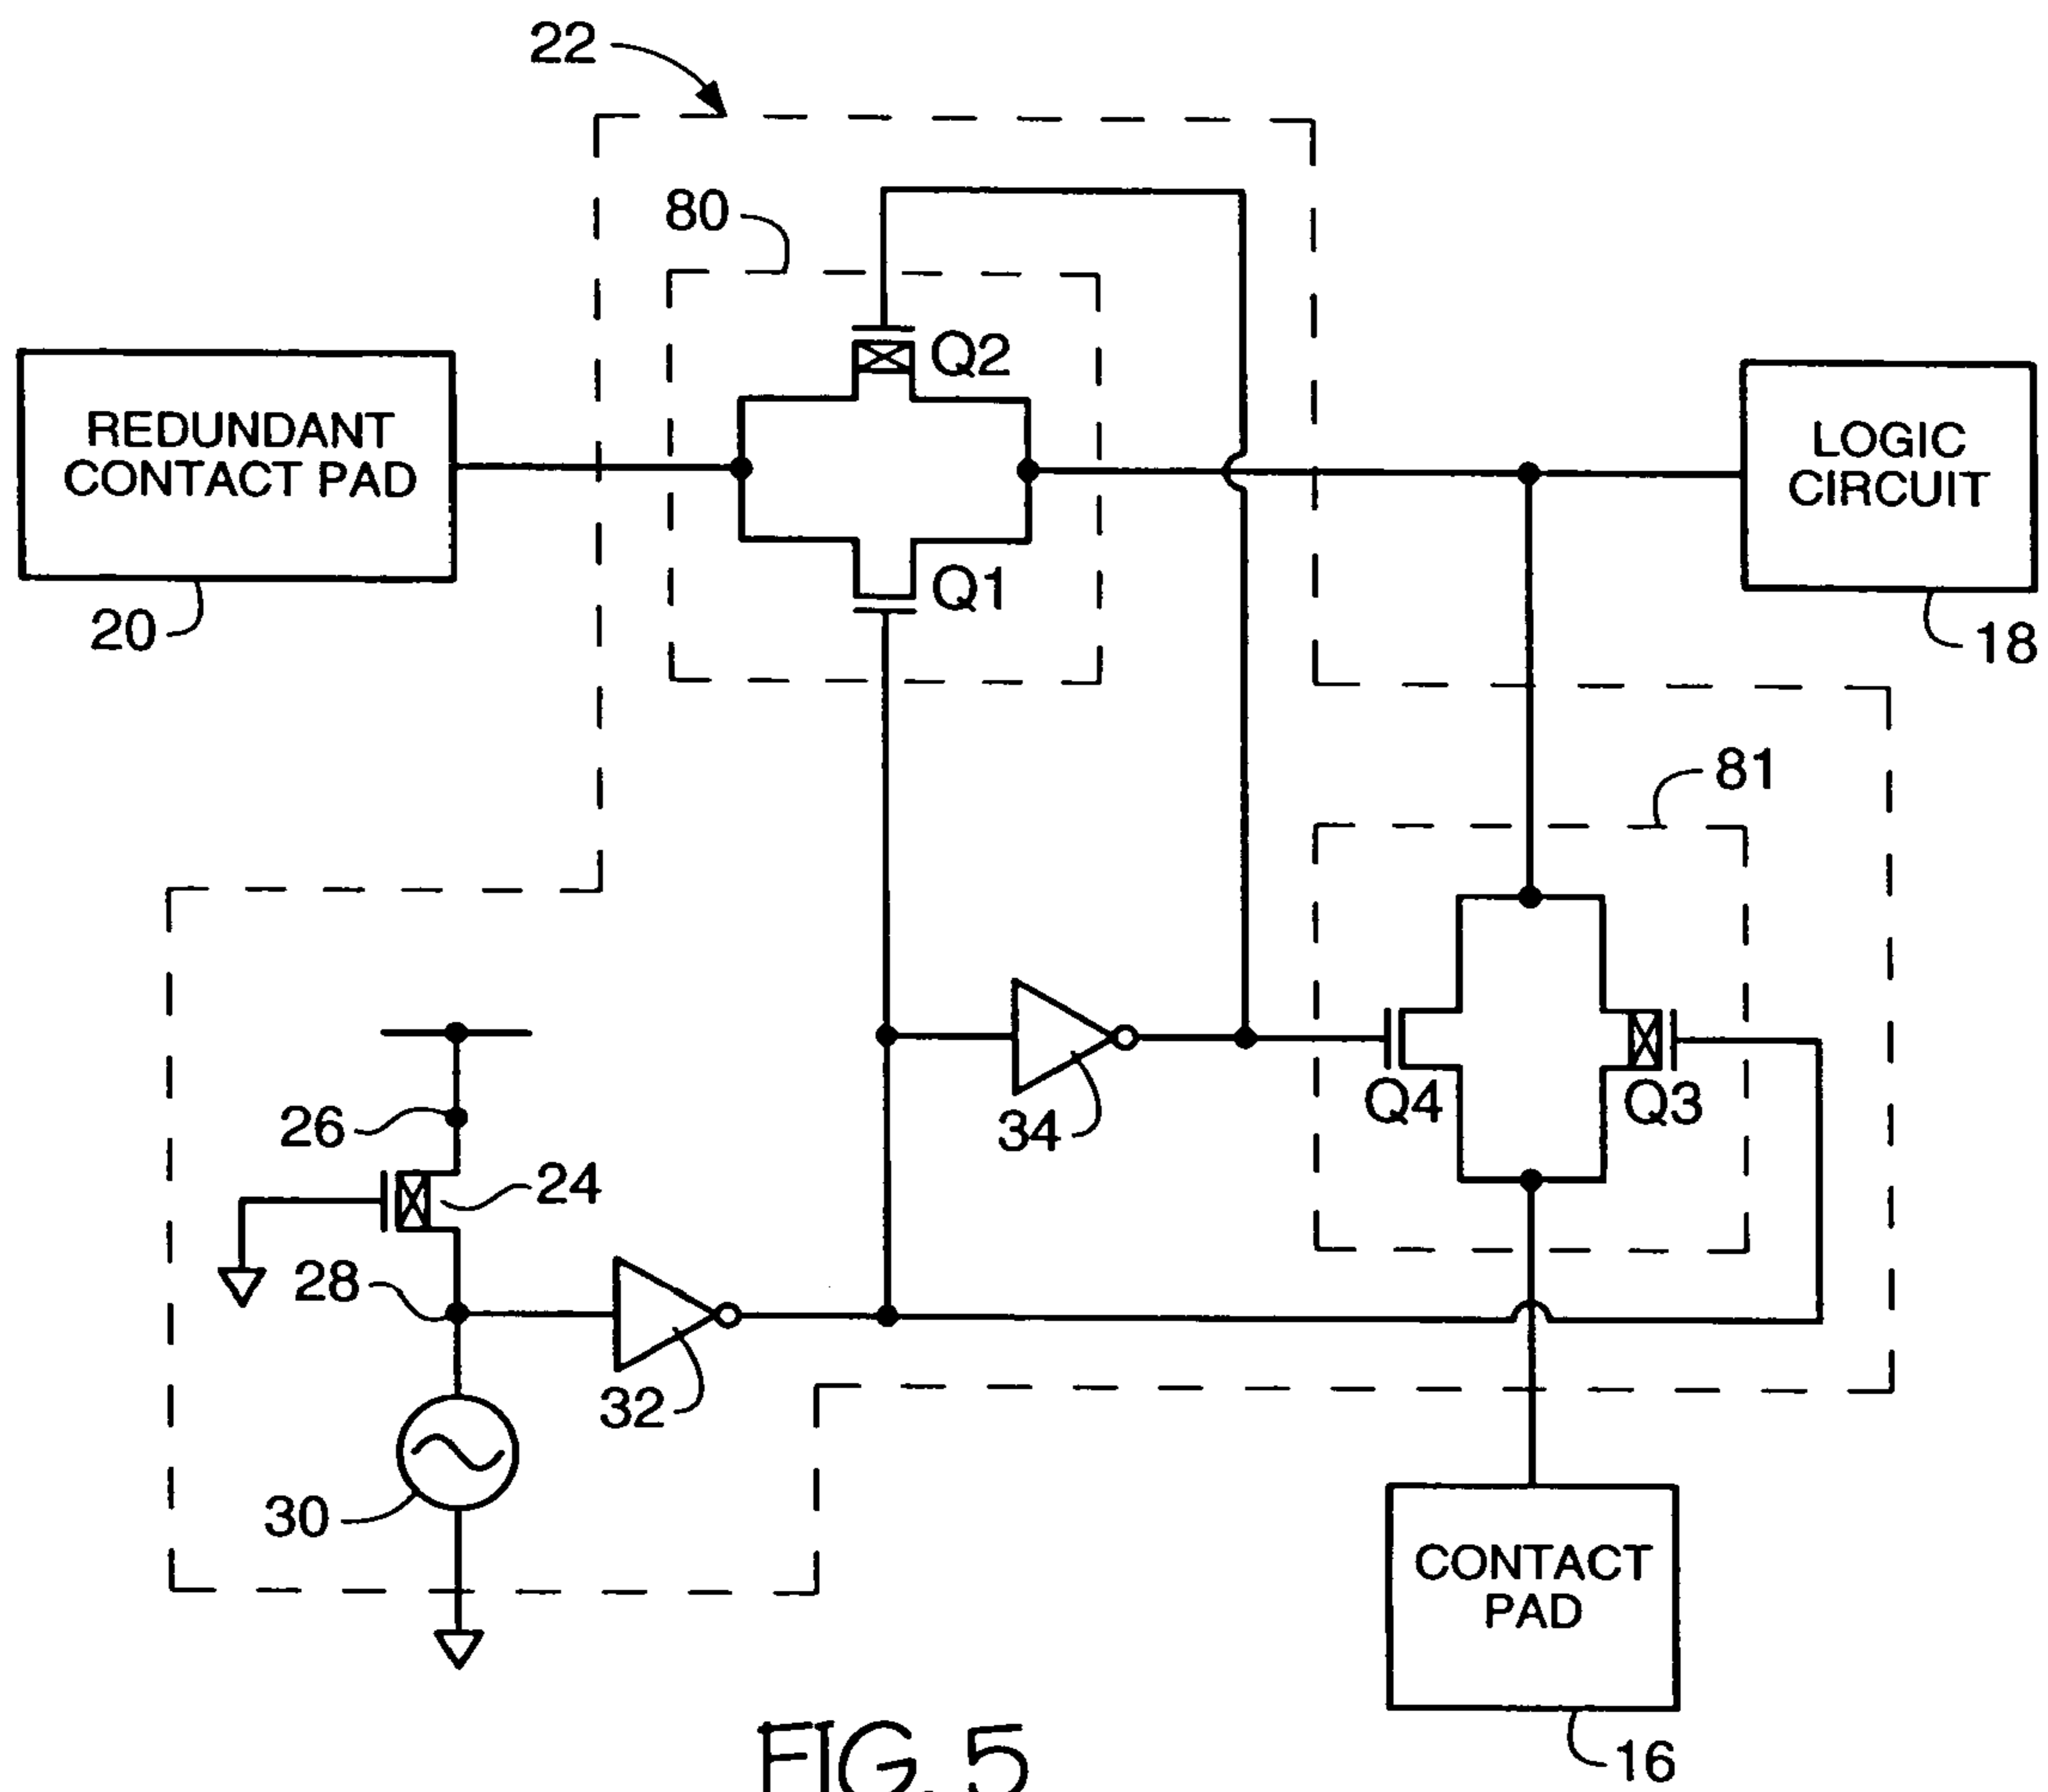 22
80
Q2
REDUNDANT
CONTACT PAD
LOGIC
CIRCUIT
Q1
20
18
81
26
34
Q4
Q3
24
28
32
30
CONTACT
PAD
16
FIG. 5